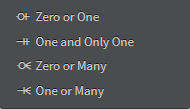 Zero or One
One and Only One
Zero or Many
One or Many